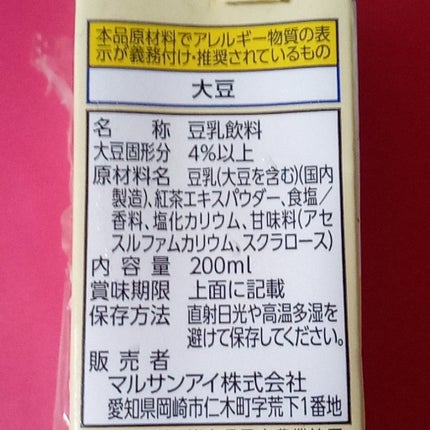 本品原材料でアレルギー物質の表
示が義務付け・推奨されているもの
大豆
名称 豆乳飲料
大豆固形分 4%以上
原材料名 豆乳(大豆を含む)(国内
製造)、紅茶エキスパウダー、食塩/
香料、塩化カリウム、甘味料(アセ
スルファムカリウム、スクラロース)
内容量 200ml
賞味期限 上面に記載
保存方法 直射日光や高温多湿を
避けて保存してください。
販売者
マルサンアイ株式会社
愛知県岡崎市仁木町字荒下1番地